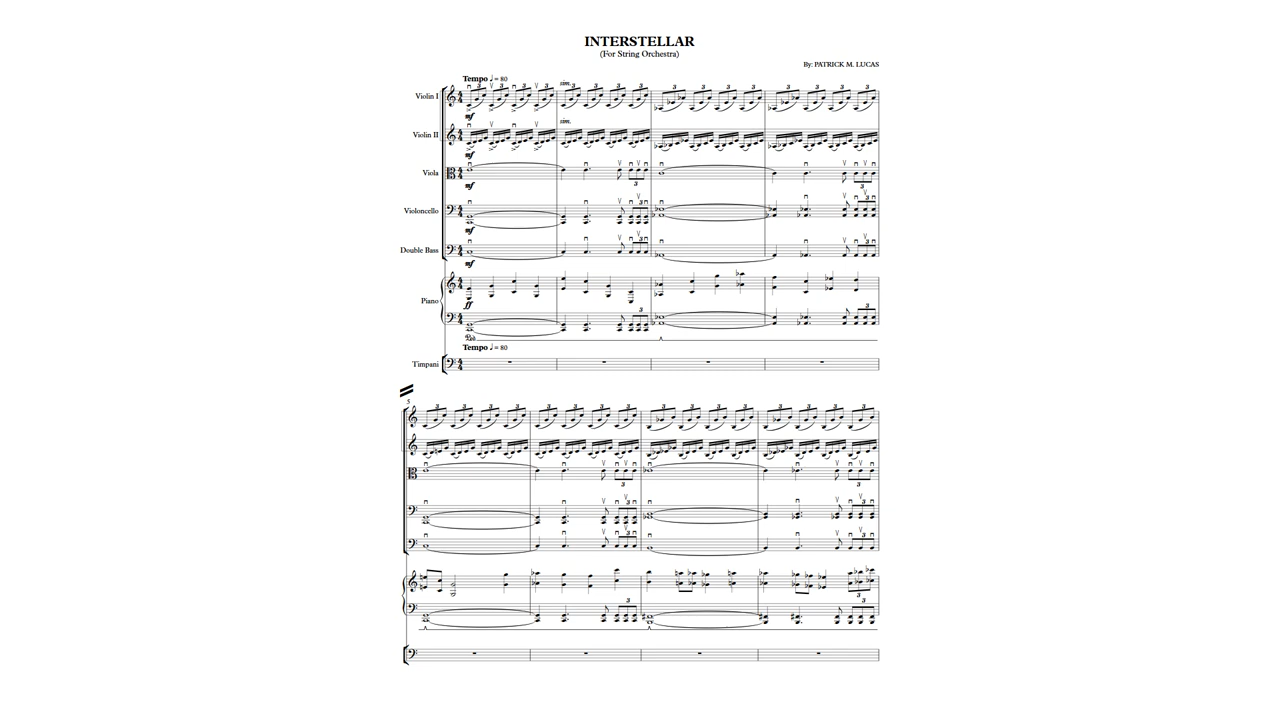 INTERSTELLAR
(For String Orchestra)
By: PATRICK M. LUCAS
Tempo ♩ = 80
sim.
Violin I
mf
sim.
Violin II
mf
Viola
mf
Violoncello
mf
Double Bass
mf
Piano
ff
Tempo ♩ = 80
Timpani
5